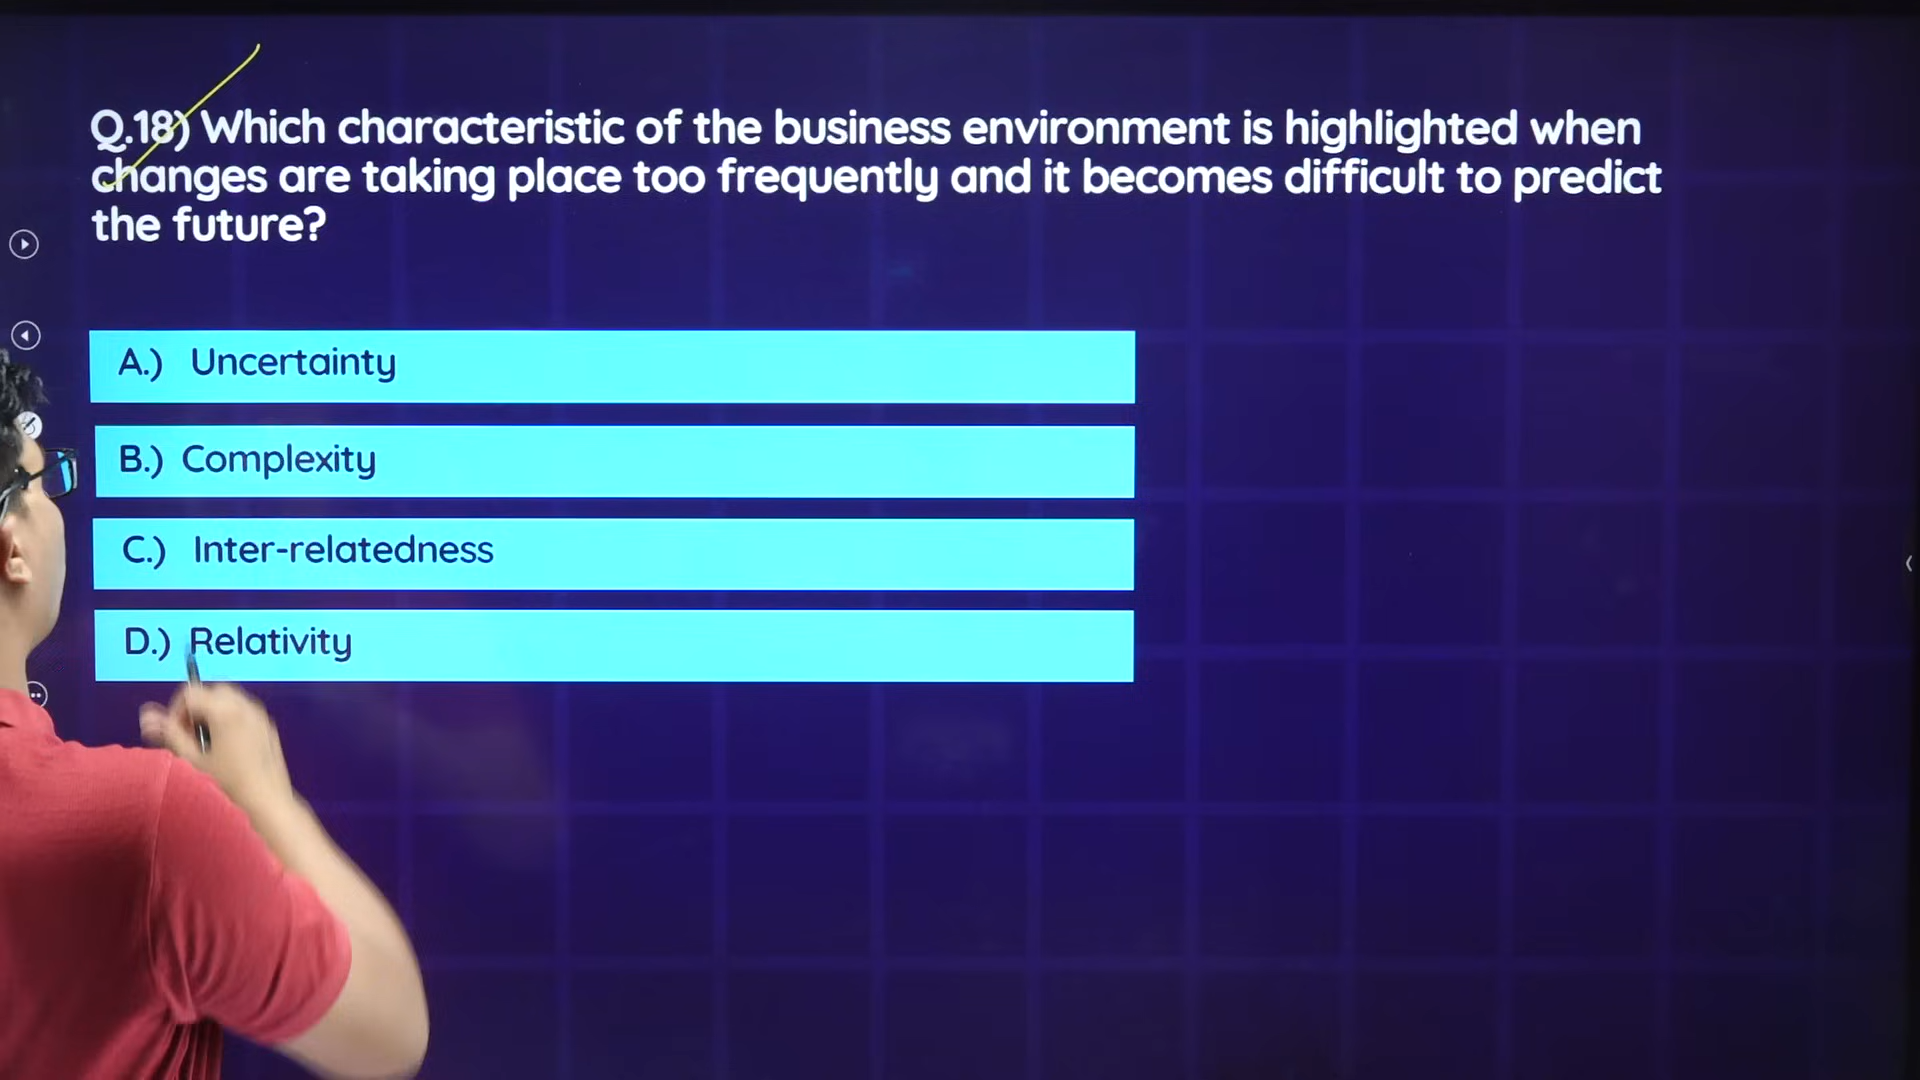 Q.18) Which characteristic of the business environment is highlighted when
changes are taking place too frequently and it becomes difficult to predict
the future?
A.) Uncertainty
B.) Complexity
C.) Inter-relatedness
D.) Relativity